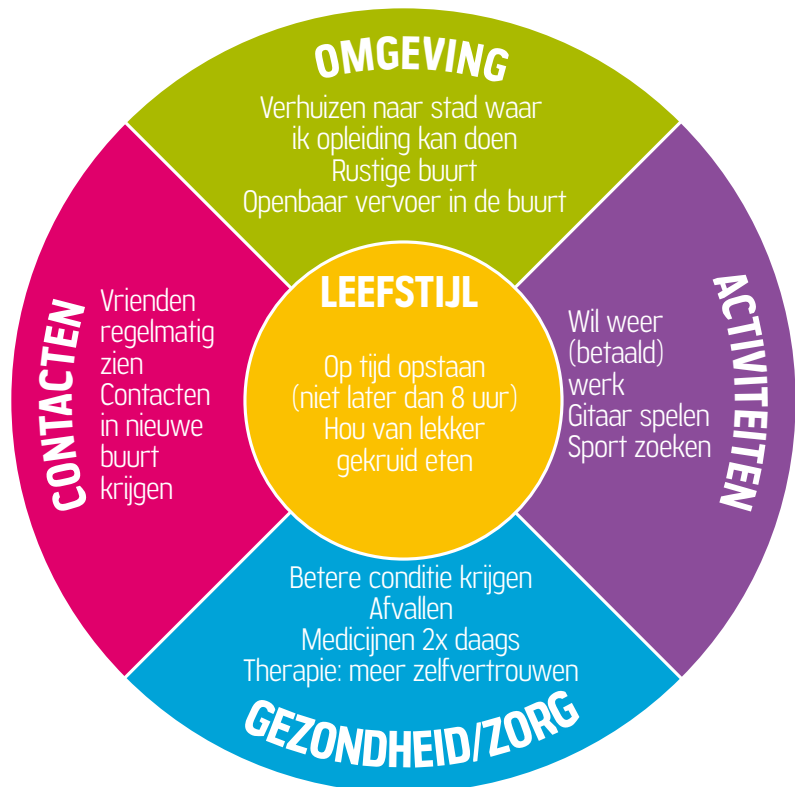 OMGEVING
Verhuizen naar stad waar
ik opleiding kan doen
Rustige buurt
Openbaar vervoer in de buurt
CONTACTEN
Vrienden
regelmatig
zien
Contacten
in nieuwe
buurt
krijgen
LEEFSTIJL
Op tijd opstaan
(niet later dan 8 uur)
Hou van lekker
gekruid eten
ACTIVITEITEN
Wil weer
(betaald)
werk
Gitaar spelen
Sport zoeken
Betere conditie krijgen
Afvallen
Medicijnen 2x daags
Therapie: meer zelfvertrouwen
GEZONDHEID/ZORG